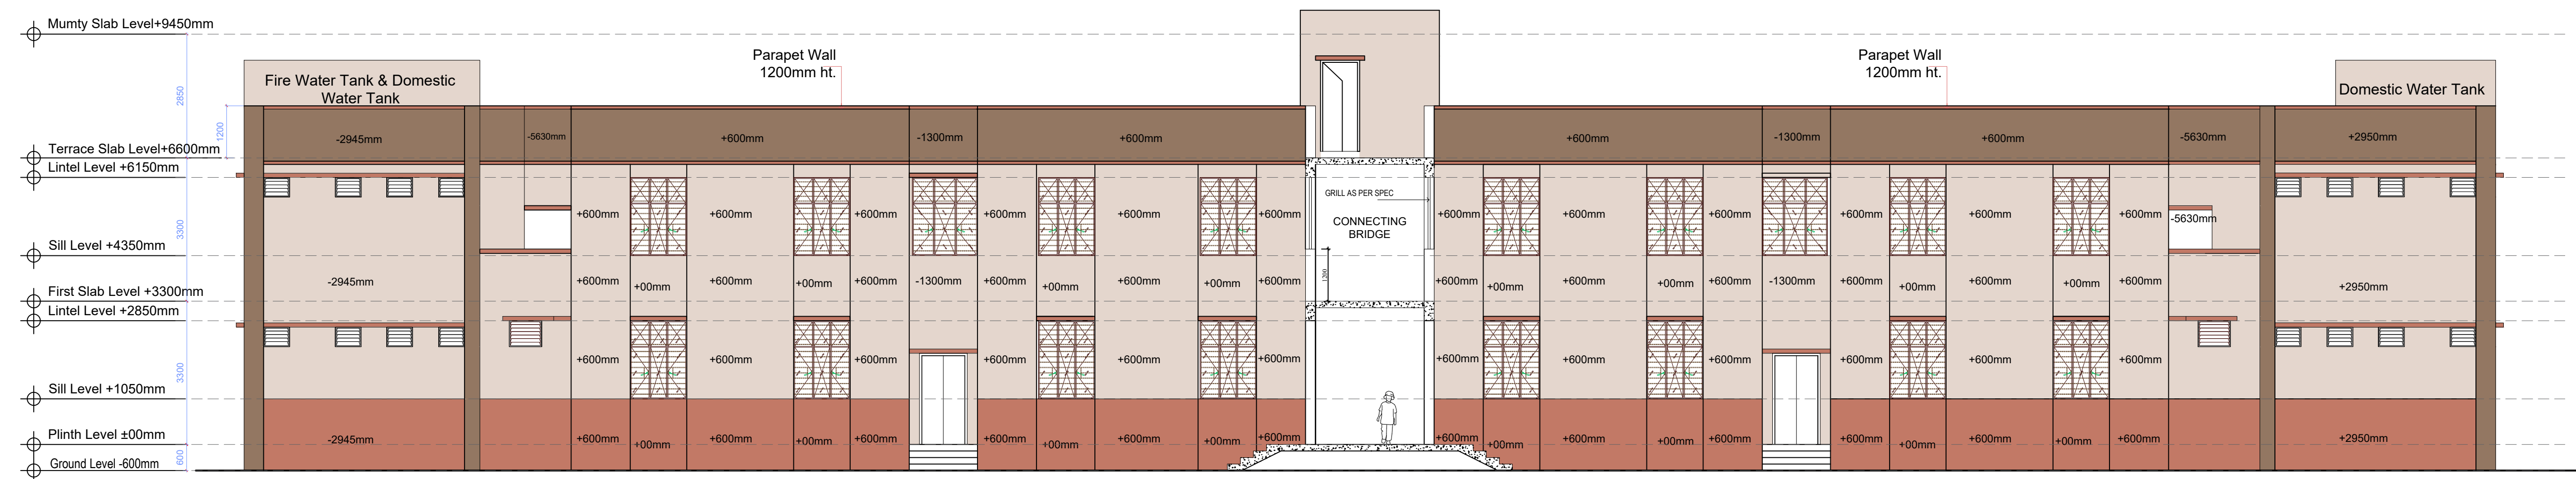 Mumty Slab Level+9450mm
Parapet Wall
1200mm ht.
Parapet Wall
1200mm ht.
Fire Water Tank & Domestic
Water Tank
Domestic Water Tank
2850
1200
-2945mm
-5630mm
+600mm
-1300mm
+600mm
+600mm
-1300mm
+600mm
-5630mm
+2950mm
Terrace Slab Level+6600mm
Lintel Level +6150mm
GRILL AS PER SPEC
CONNECTING
BRIDGE
+600mm
+600mm
+600mm
+600mm
+600mm
+600mm
+600mm
+600mm
+600mm
+600mm
+600mm
+600mm
-5630mm
3300
Sill Level +4350mm
-2945mm
+600mm
+00mm
+600mm
+00mm
+600mm
-1300mm
+600mm
+00mm
+600mm
+00mm
+600mm
1200
+600mm
+00mm
+600mm
+00mm
+600mm
-1300mm
+600mm
+00mm
+600mm
+00mm
+600mm
+2950mm
First Slab Level +3300mm
Lintel Level +2850mm
+600mm
+600mm
+600mm
+600mm
+600mm
+600mm
+600mm
+600mm
+600mm
+600mm
+600mm
+600mm
3300
Sill Level +1050mm
-2945mm
+600mm
+00mm
+600mm
+00mm
+600mm
+600mm
+00mm
+600mm
+00mm
+600mm
+600mm
+00mm
+600mm
+00mm
+600mm
+600mm
+00mm
+600mm
+00mm
+600mm
+2950mm
Plinth Level ±00mm
600
Ground Level -600mm